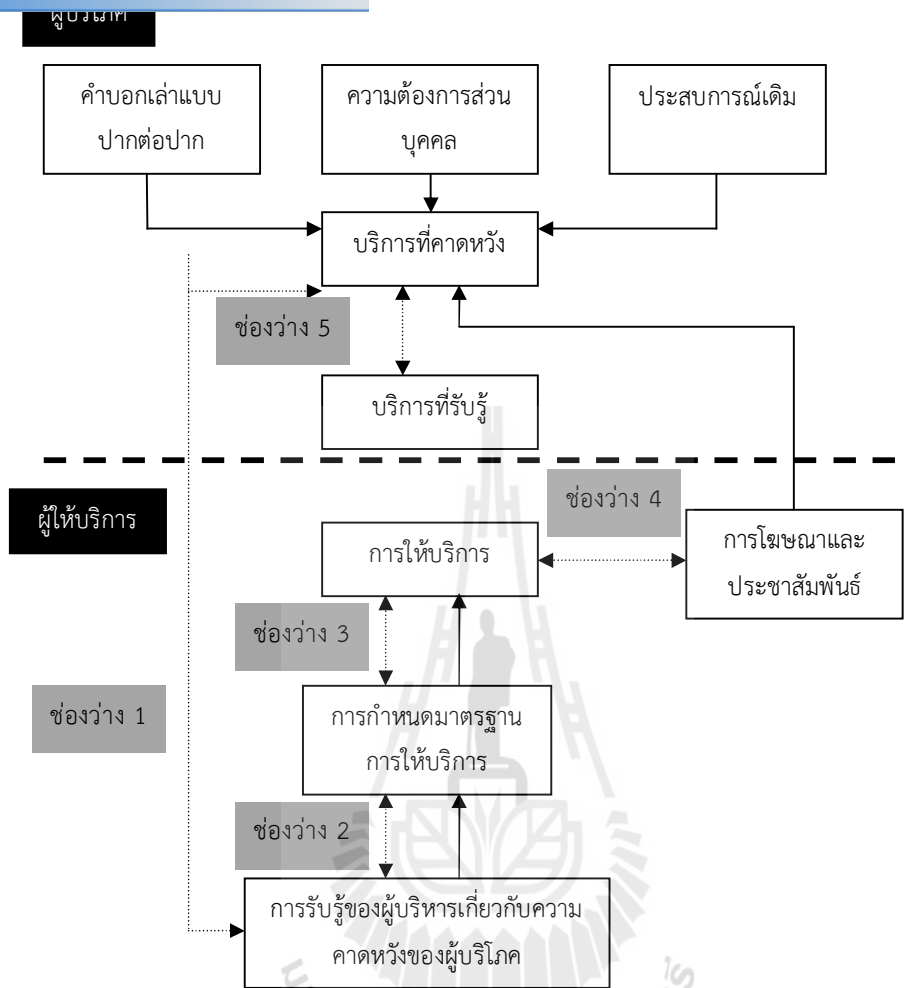 ผู้บริโภค
คำบอกเล่าแบบ
ปากต่อปาก
ความต้องการส่วน
บุคคล
ประสบการณ์เดิม
บริการที่คาดหวัง
ช่องว่าง 5
บริการที่รับรู้
ผู้ให้บริการ
ช่องว่าง 4
การให้บริการ
การโฆษณาและ
ประชาสัมพันธ์
ช่องว่าง 3
ช่องว่าง 1
การกำหนดมาตรฐาน
การให้บริการ
ช่องว่าง 2
การรับรู้ของผู้บริหารเกี่ยวกับความ
คาดหวังของผู้บริโภค